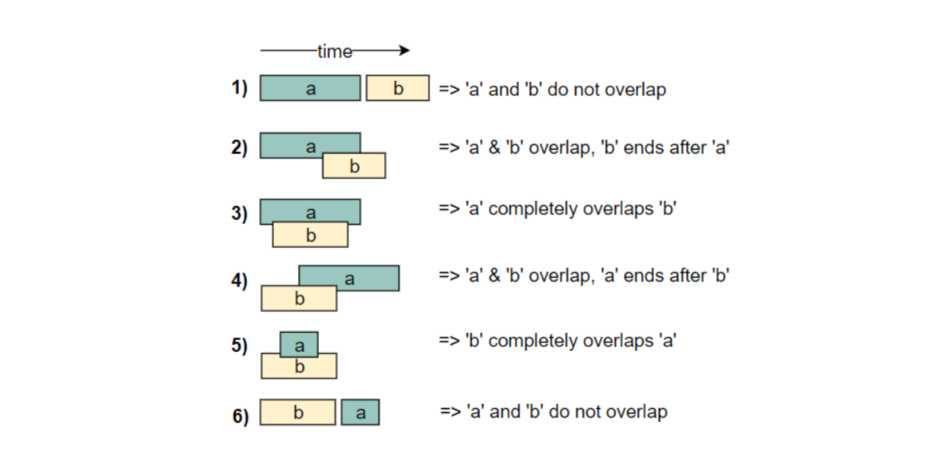 time
1) a b => 'a' and 'b' do not overlap
2) a => 'a' & 'b' overlap, 'b' ends after 'a'
b
3) a => 'a' completely overlaps 'b'
b
4) a => 'a' & 'b' overlap, 'a' ends after 'b'
b
5) a => 'b' completely overlaps 'a'
b
6) b a => 'a' and 'b' do not overlap